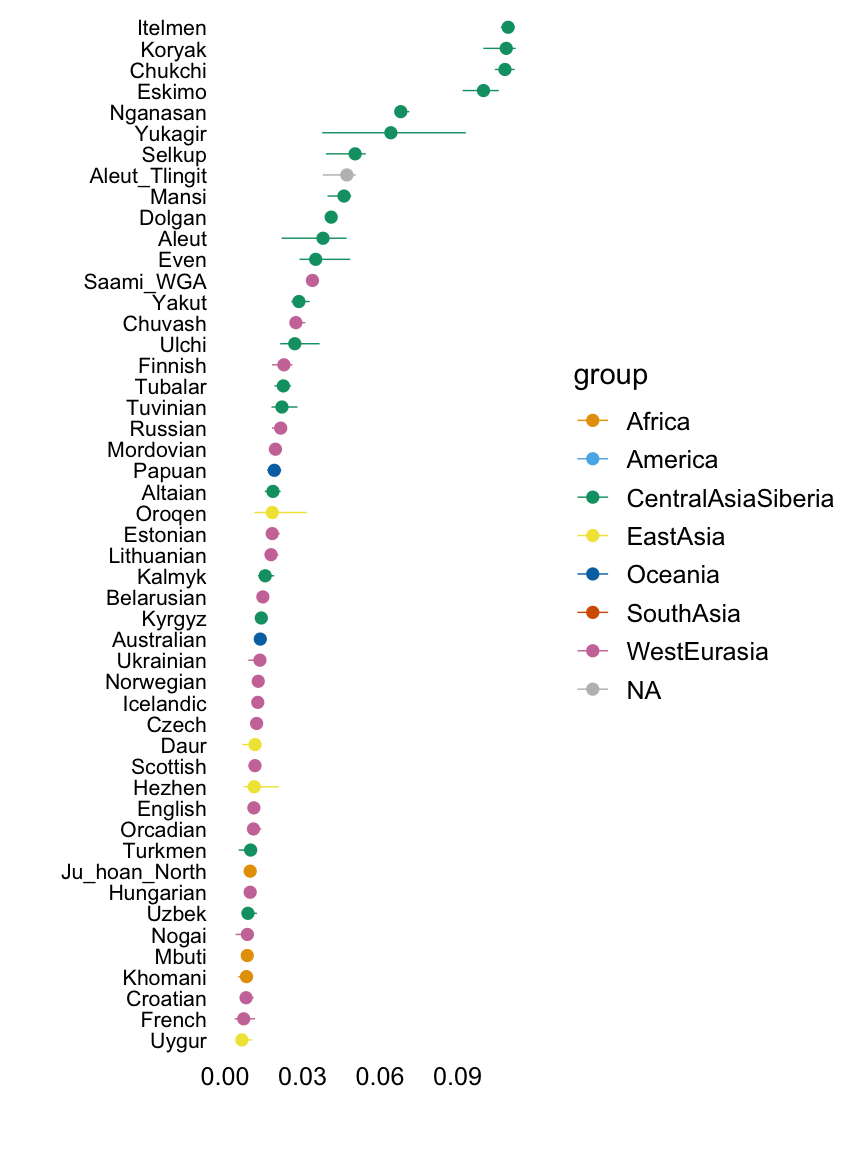 Itelmen
Koryak
Chukchi
Eskimo
Nganasan
Yukagir
Selkup
Aleut_Tlingit
Mansi
Dolgan
Aleut
Even
Saami_WGA
Yakut
Chuvash
Ulchi
Finnish
Tubalar
Tuvinian
Russian
Mordovian
Papuan
Altaian
Oroqen
Estonian
Lithuanian
Kalmyk
Belarusian
Kyrgyz
Australian
Ukrainian
Norwegian
Icelandic
Czech
Daur
Scottish
Hezhen
English
Orcadian
Turkmen
Ju_hoan_North
Hungarian
Uzbek
Nogai
Mbuti
Khomani
Croatian
French
Uygur
0.00 0.03 0.06 0.09
group
Africa
America
CentralAsiaSiberia
EastAsia
Oceania
SouthAsia
WestEurasia
NA